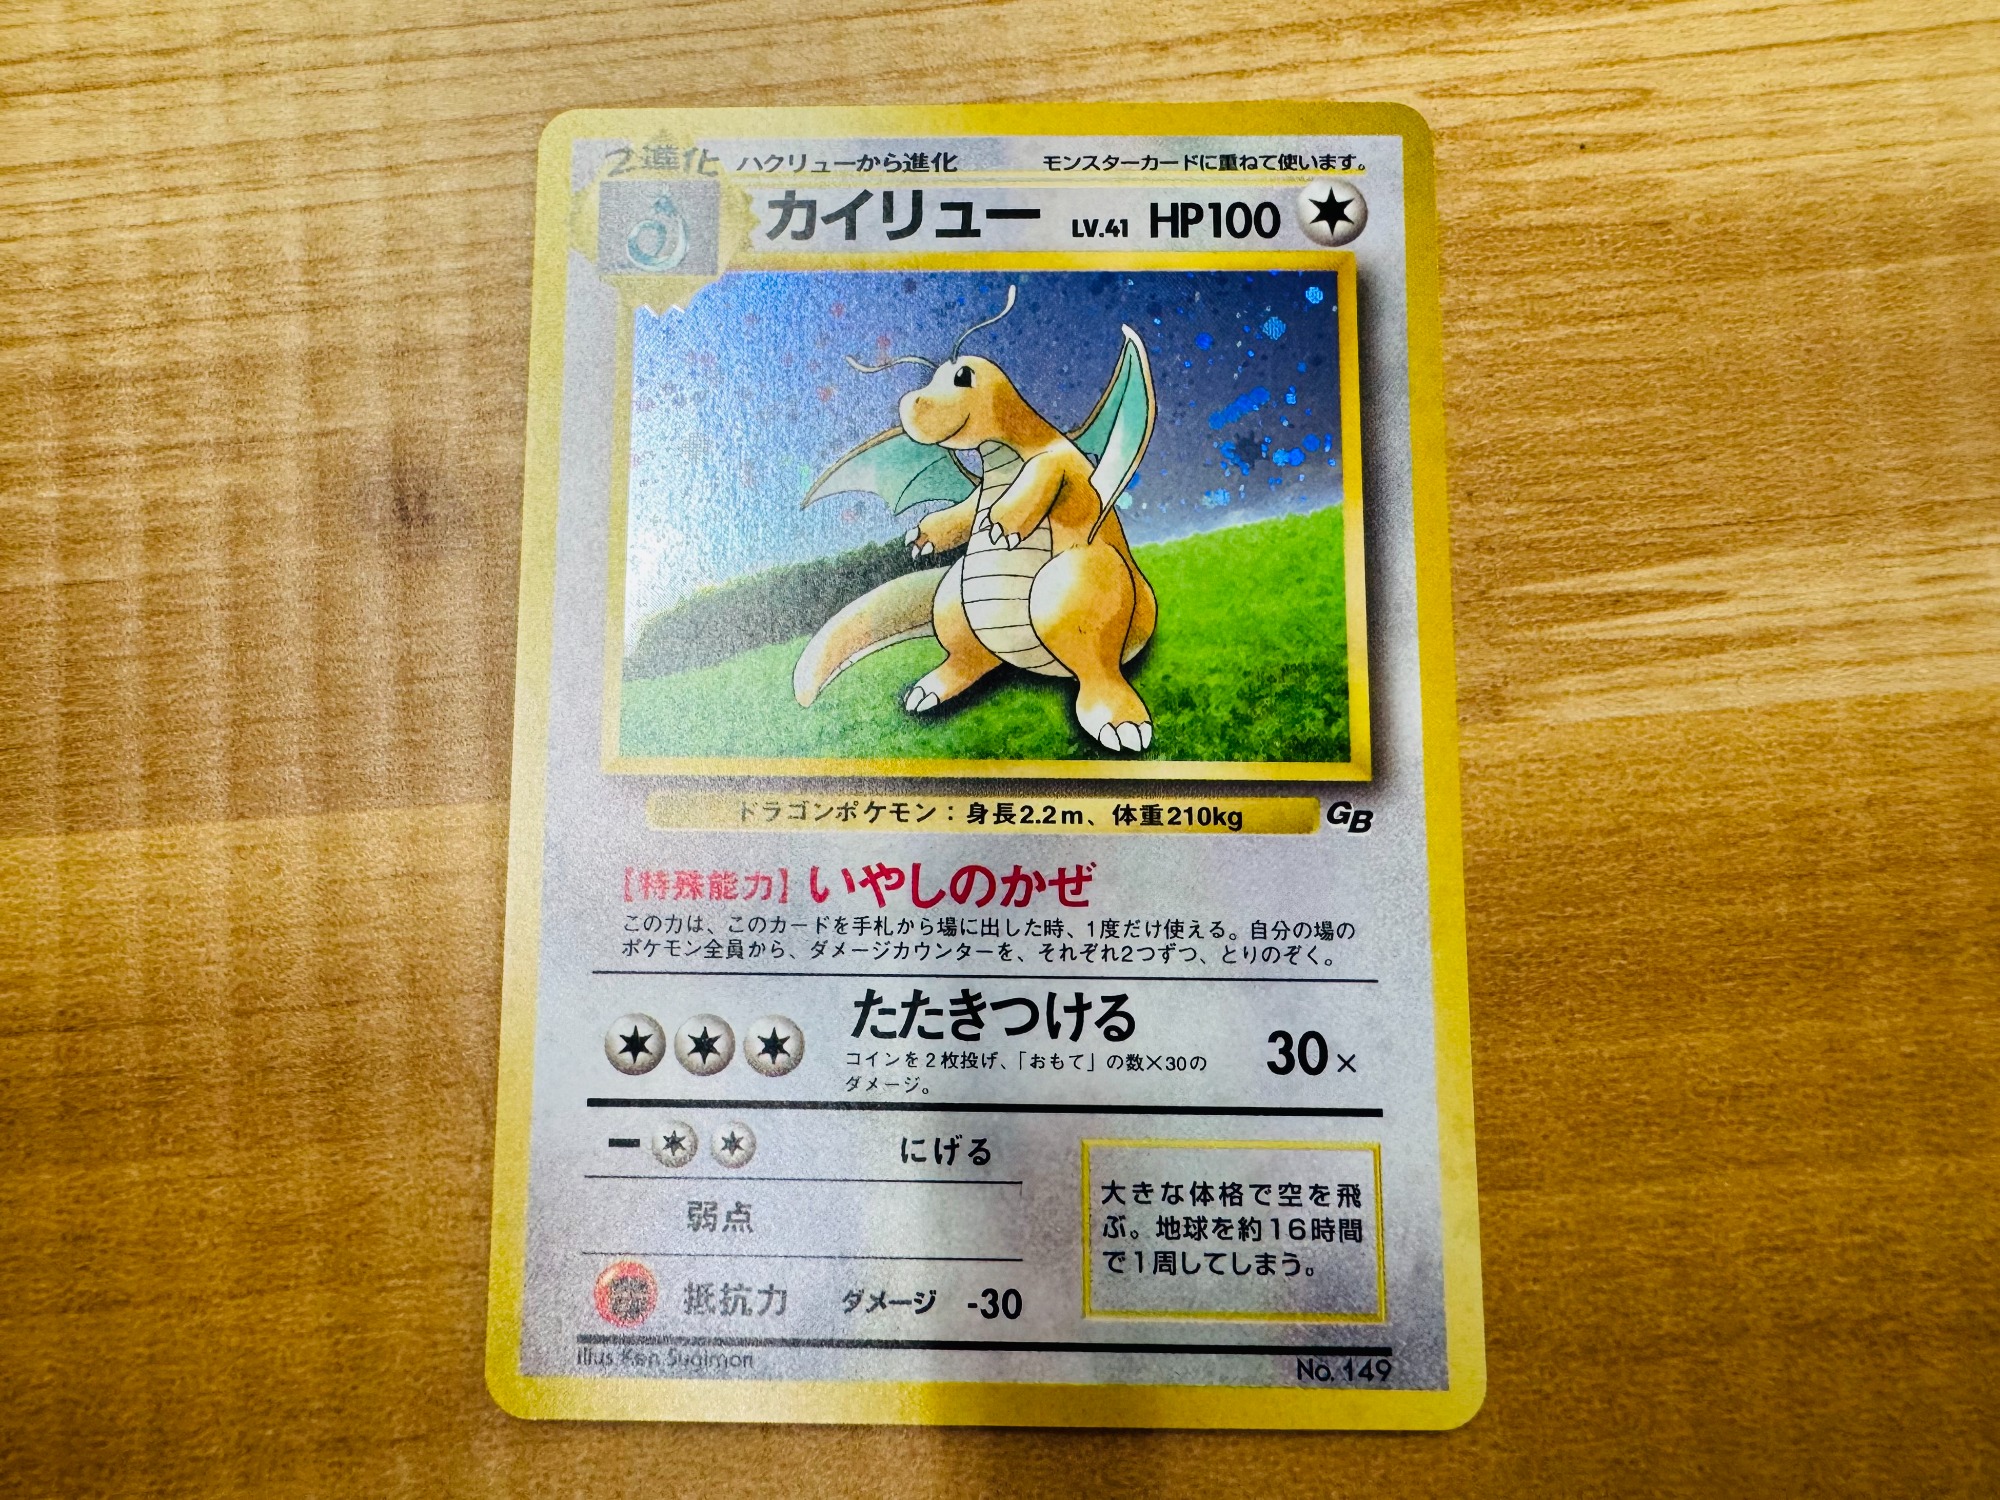 2進化 ハクリューから進化 モンスターカードに重ねて使います。
カイリュー LV.41 HP100
ドラゴンポケモン：身長2.2m、体重210kg GB
【特殊能力】いやしのかぜ
この力は、このカードを手札から場に出した時、1度だけ使える。自分の場の
ポケモン全員から、ダメージカウンターを、それぞれ2つずつ、とりのぞく。
たたきつける 30×
コインを2枚投げ、「おもて」の数×30の
ダメージ。
ー にげる
弱点
抵抗力 ダメージ -30
大きな体格で空を飛
ぶ。地球を約16時間
で1周してしまう。
Illus. Ken Sugimori No. 149